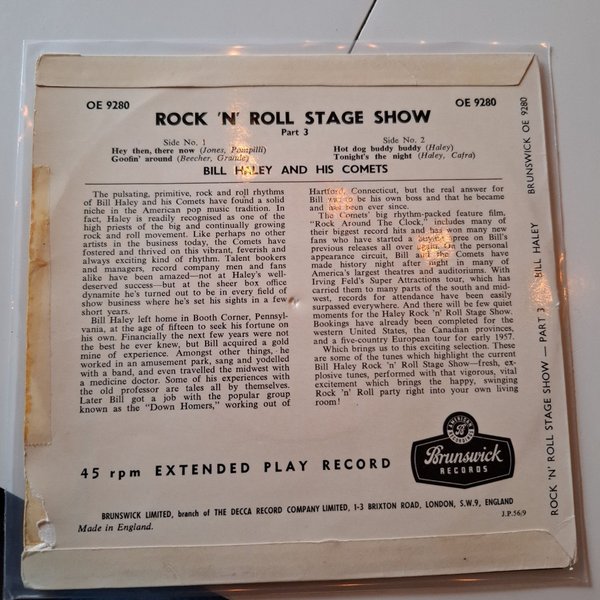 OE 9280
OE 9280
ROCK 'N' ROLL STAGE SHOW
Part 3
Side No. 1
Hey then, there now (Jones, Pompilli)
Goofin' around (Beecher, Grande)
Side No. 2
Hot dog buddy buddy (Haley)
Tonight's the night (Haley, Cafra)
BILL HALEY AND HIS COMETS
The pulsating, primitive, rock and roll rhythms
of Bill Haley and his Comets have found a solid
niche in the American pop music tradition. In
fact, Haley is readily recognised as one of the
high priests of the big and continually growing
rock and roll movement. Like perhaps no other
artists in the business today, the Comets have
fostered and thrived on this vibrant, feverish and
always exciting kind of rhythm. Talent bookers
and managers, record company men and fans
alike have been amazed—not at Haley's well-
deserved success—but at the sheer box office
dynamite he's turned out to be in every field of
show business where he's set his sights in a few
short years.
Bill Haley left home in Booth Corner, Pennsyl-
vania, at the age of fifteen to seek his fortune on
his own. Financially the next few years were not
the best he ever knew, but Bill acquired a gold
mine of experience. Amongst other things, he
worked in an amusement park, sang and yodelled
with a band, and even travelled the midwest with
a medicine doctor. Some of his experiences with
the old professor are tales all by themselves.
Later Bill got a job with the popular group
known as the "Down Homers," working out of
Hartford, Connecticut, but the real answer for
Bill was to be his own boss and that he became
and has been ever since.
The Comets' big rhythm-packed feature film,
"Rock Around The Clock," includes many of
their biggest record hits and has won many new
fans who have started a buying spree on Bill's
previous releases all over again. On the personal
appearance circuit, Bill and the Comets have
made history night after night in many of
America's largest theatres and auditoriums. With
Irving Feld's Super Attractions tour, which has
carried them to many parts of the south and mid-
west, records for attendance have been easily
surpassed everywhere. And there will be few quiet
moments for the Haley Rock 'n' Roll Stage Show.
Bookings have already been completed for the
western United States, the Canadian provinces,
and a five-country European tour for early 1957.
Which brings us to this exciting selection. These
are some of the tunes which highlight the current
Bill Haley Rock 'n' Roll Stage Show—fresh, ex-
plosive tunes, performed with that vigorous, vital
excitement which brings the happy, swinging
Rock 'n' Roll party right into your own living
room!
45 rpm EXTENDED PLAY RECORD
AMERICAN
Brunswick
RECORDS
BRUNSWICK LIMITED, branch of THE DECCA RECORD COMPANY LIMITED, 1-3 BRIXTON ROAD, LONDON, S.W.9, ENGLAND
Made in England.
J.P.56/9
ROCK 'N' ROLL STAGE SHOW — PART 3 BILL HALEY BRUNSWICK OE 9280